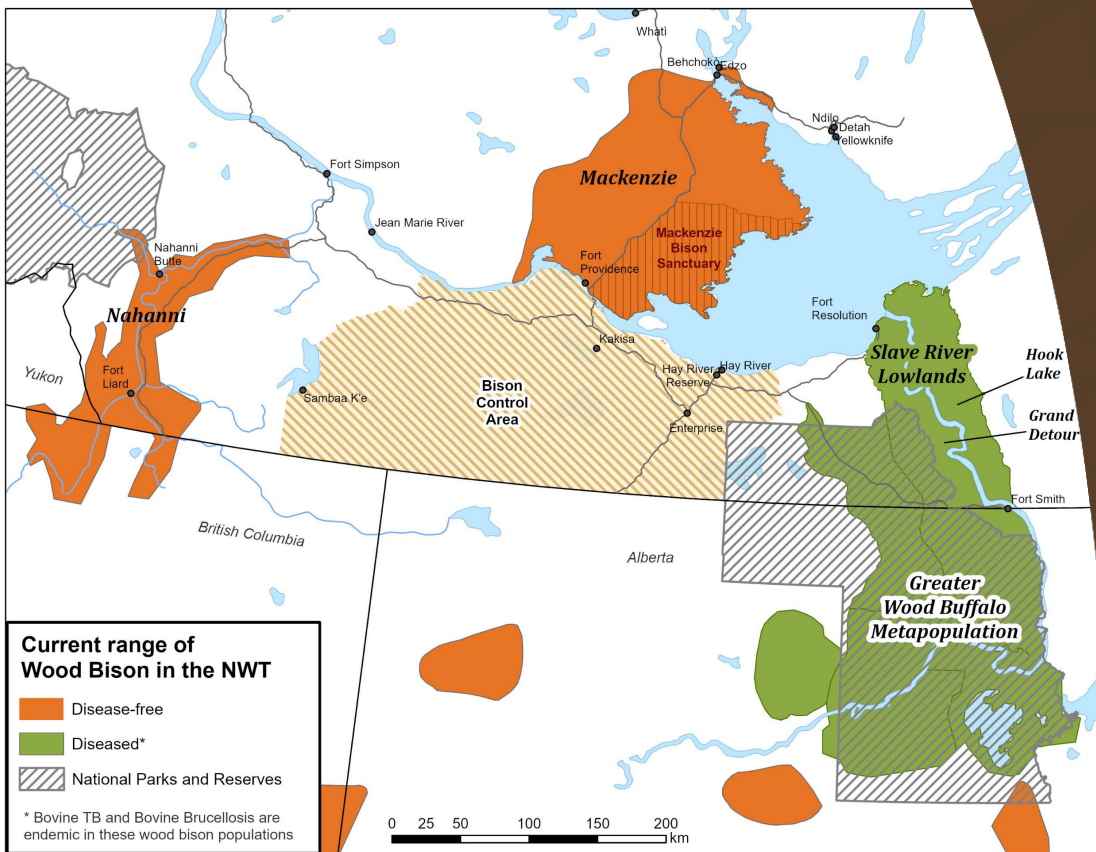 Whatì
Behchokǫ̀
Edzo
Ndilo
Detah
Yellowknife
Fort Simpson
Mackenzie
Jean Marie River
Mackenzie
Bison
Sanctuary
Nahanni
Butte
Fort
Providence
Nahanni
Fort
Resolution
Slave River
Lowlands
Hook
Lake
Kakisa
Yukon
Fort
Liard
Hay River
Reserve
Hay River
Bison
Control
Area
Sambaa K'e
Enterprise
Grand
Detour
Fort Smith
British Columbia
Alberta
Greater
Wood Buffalo
Metapopulation
Current range of
Wood Bison in the NWT
Disease-free
Diseased*
National Parks and Reserves
* Bovine TB and Bovine Brucellosis are
endemic in these wood bison populations
0 25 50 100 150 200
km